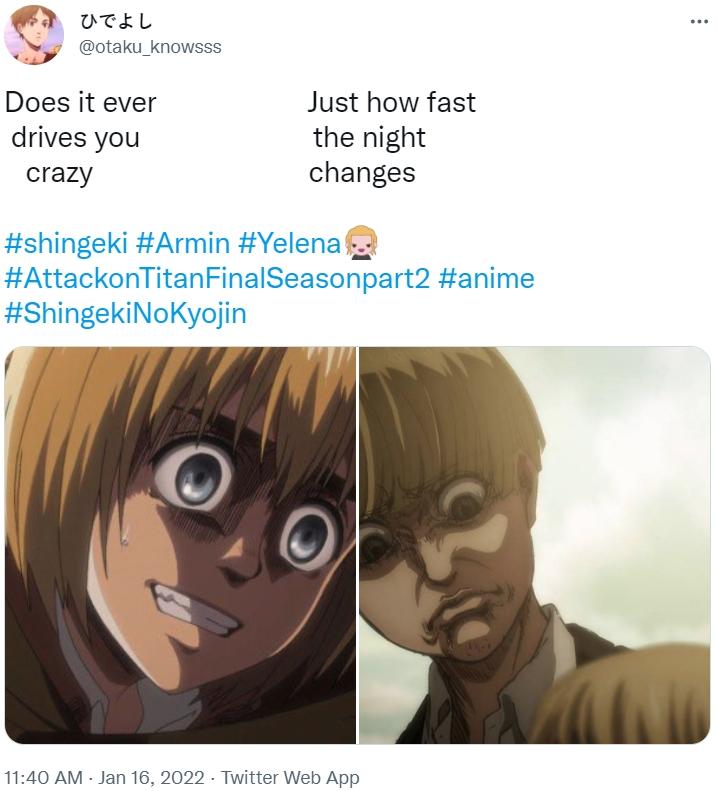 ひでよし
@otaku_knowsss
Does it ever Just how fast
drives you the night
crazy changes
#shingeki #Armin #Yelena
#AttackonTitanFinalSeasonpart2 #anime
#ShingekiNoKyojin
11:40 AM · Jan 16, 2022 · Twitter Web App